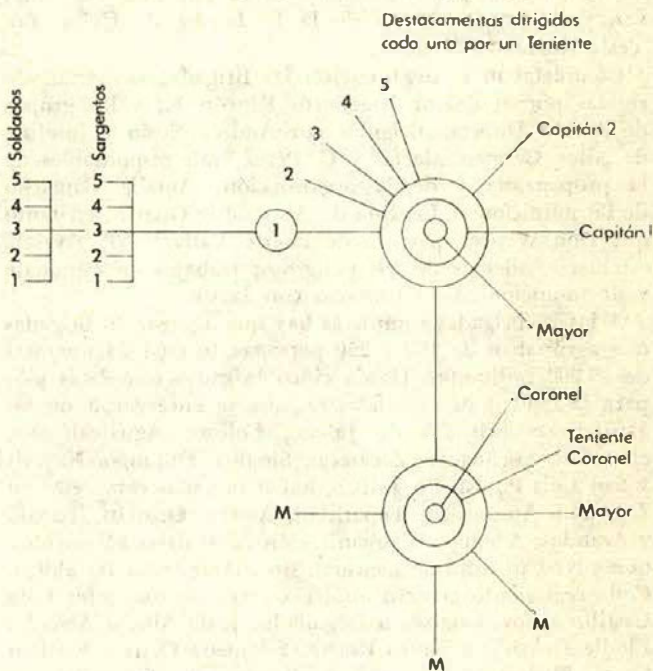 Destacamentos dirigidos
cada uno por un Teniente
Soldados
5
4
3
2
1
Sargentos
5
4
3
2
1
2
3
4
5
1
Capitán 2
Capitán 1
Mayor
Coronel
Teniente
Coronel
Mayor
M
M
M